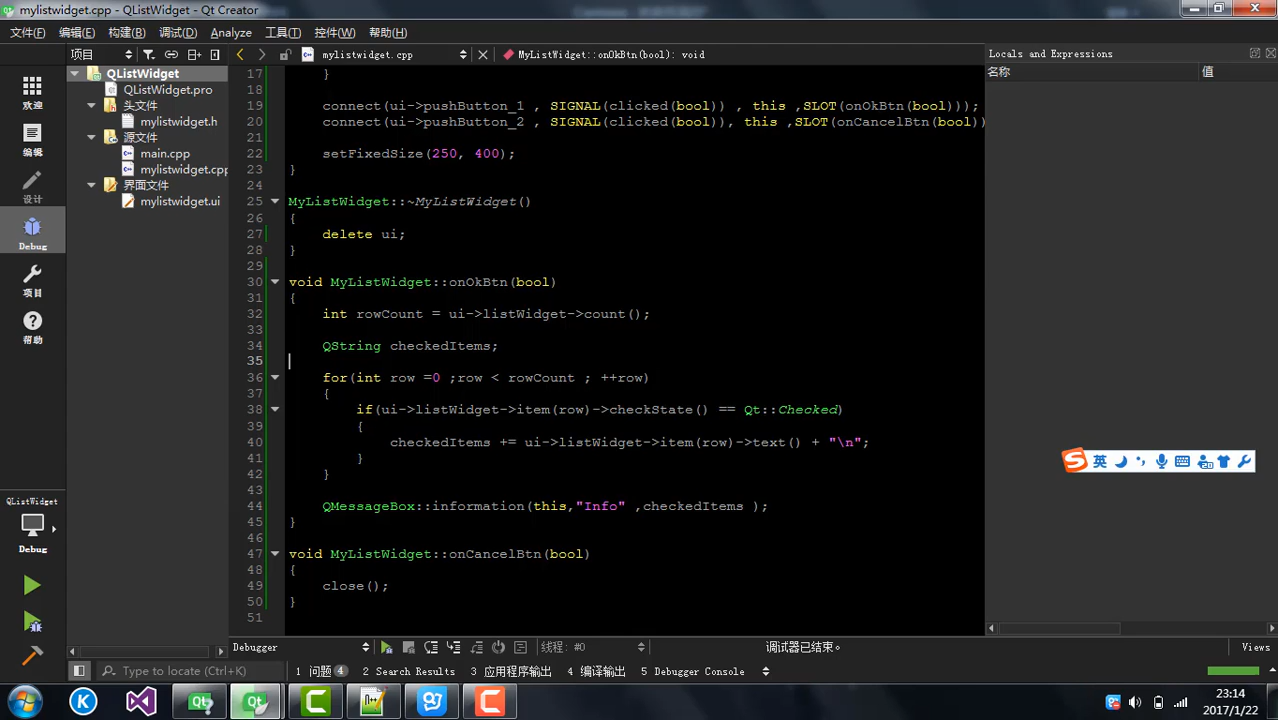 mylistwidget.cpp - QListWidget - Qt Creator
文件(F) 编辑(E) 构建(B) 调试(D) Analyze 工具(T) 控件(W) 帮助(H)
项目 mylistwidget.cpp MyListWidget::onOkBtn(bool): void Locals and Expressions
名称 值
欢迎
编辑
设计
Debug
项目
帮助
QListWidget
QListWidget.pro
头文件
mylistwidget.h
源文件
main.cpp
mylistwidget.cpp
界面文件
mylistwidget.ui
17 }
18
19 connect(ui->pushButton_1 , SIGNAL(clicked(bool)) , this ,SLOT(onOkBtn(bool)));
20 connect(ui->pushButton_2 , SIGNAL(clicked(bool)), this ,SLOT(onCancelBtn(bool))
21
22 setFixedSize(250, 400);
23 }
24
25 MyListWidget::~MyListWidget()
26 {
27 delete ui;
28 }
29
30 void MyListWidget::onOkBtn(bool)
31 {
32 int rowCount = ui->listWidget->count();
33
34 QString checkedItems;
35
36 for(int row =0 ;row < rowCount ; ++row)
37 {
38 if(ui->listWidget->item(row)->checkState() == Qt::Checked)
39 {
40 checkedItems += ui->listWidget->item(row)->text() + "\n";
41 }
42 }
43
44 QMessageBox::information(this,"Info" ,checkedItems );
45 }
46
47 void MyListWidget::onCancelBtn(bool)
48 {
49 close();
50 }
51
英
QListWidget
Debug
Debugger 线程: #0 调试器已结束。 Views
Type to locate (Ctrl+K) 1 问题 4 2 Search Results 3 应用程序输出 4 编译输出 5 Debugger Console
23:14
2017/1/22